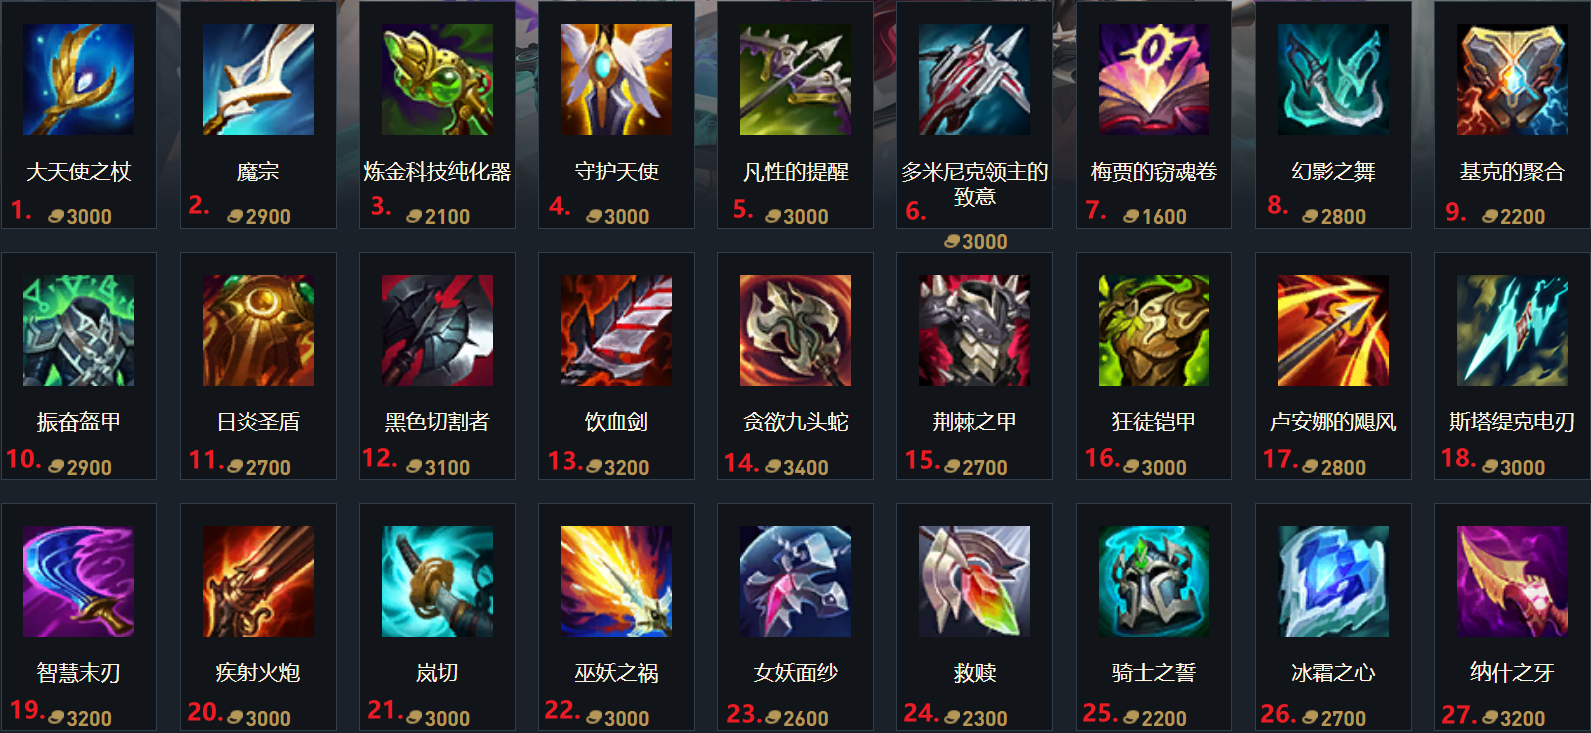 大天使之杖
1. 3000
魔宗
2. 2900
炼金科技纯化器
3. 2100
守护天使
4. 3000
凡性的提醒
5. 3000
多米尼克领主的
致意
6.
3000
梅贾的窃魂卷
7. 1600
幻影之舞
8. 2800
基克的聚合
9. 2200
振奋盔甲
10. 2900
日炎圣盾
11. 2700
黑色切割者
12. 3100
饮血剑
13. 3200
贪欲九头蛇
14. 3400
荆棘之甲
15. 2700
狂徒铠甲
16. 3000
卢安娜的飓风
17. 2800
斯塔缇克电刃
18. 3000
智慧末刃
19. 3200
疾射火炮
20. 3000
岚切
21. 3000
巫妖之祸
22. 3000
女妖面纱
23. 2600
救赎
24. 2300
骑士之誓
25. 2200
冰霜之心
26. 2700
纳什之牙
27. 3200